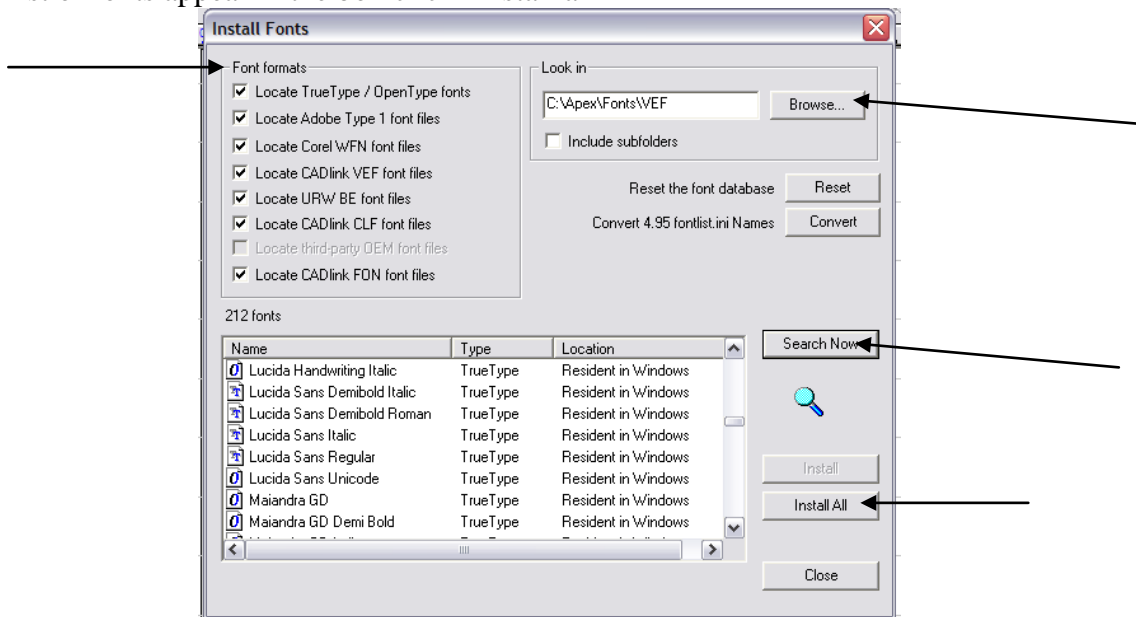 Install Fonts
Font formats
Locate TrueType / OpenType fonts
Locate Adobe Type 1 font files
Locate Corel WFN font files
Locate CADlink VEF font files
Locate URW BE font files
Locate CADlink CLF font files
Locate third-party OEM font files
Locate CADlink FON font files
Look in
C:\Apex\Fonts\VEF
Browse...
Include subfolders
Reset the font database Reset
Convert 4.95 fontlist.ini Names Convert
212 fonts
Name Type Location
Lucida Handwriting Italic TrueType Resident in Windows
Lucida Sans Demibold Italic TrueType Resident in Windows
Lucida Sans Demibold Roman TrueType Resident in Windows
Lucida Sans Italic TrueType Resident in Windows
Lucida Sans Regular TrueType Resident in Windows
Lucida Sans Unicode TrueType Resident in Windows
Maiandra GD TrueType Resident in Windows
Maiandra GD Demi Bold TrueType Resident in Windows
Search Now
Install
Install All
Close